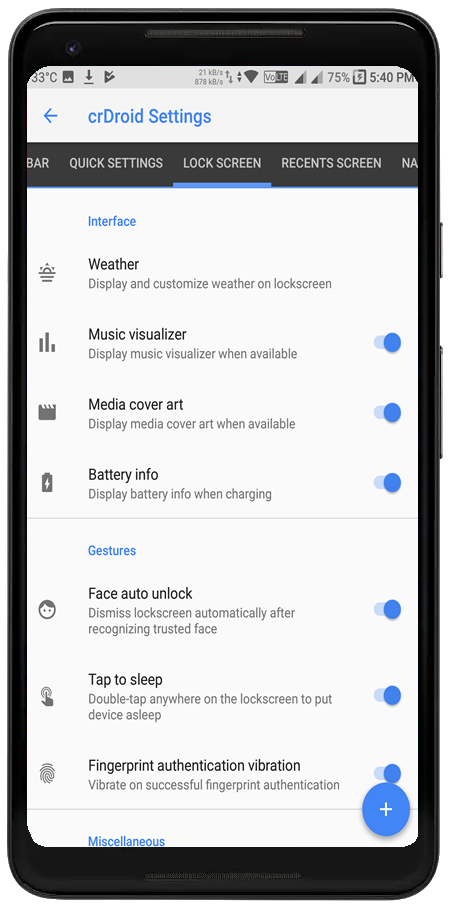 33°C 21 kB/s 878 kB/s VoLTE 75% 5:40 PM
crDroid Settings
BAR QUICK SETTINGS LOCK SCREEN RECENTS SCREEN NA
Interface
Weather
Display and customize weather on lockscreen
Music visualizer
Display music visualizer when available
Media cover art
Display media cover art when available
Battery info
Display battery info when charging
Gestures
Face auto unlock
Dismiss lockscreen automatically after
recognizing trusted face
Tap to sleep
Double-tap anywhere on the lockscreen to put
device asleep
Fingerprint authentication vibration
Vibrate on successful fingerprint authentication
Miscellaneous